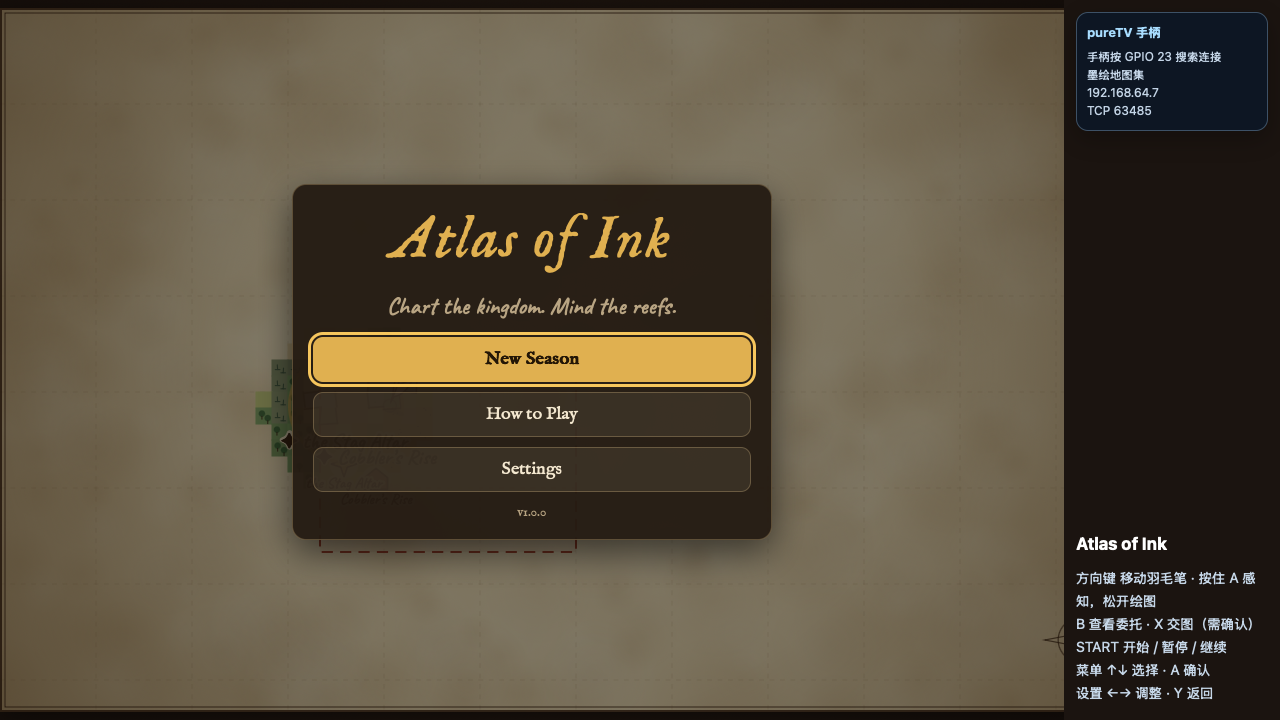 Atlas of Ink
Chart the kingdom. Mind the reefs.
New Season
How to Play
Settings
v1.0.0
pureTV 手柄
手柄按 GPIO 23 搜索连接
墨绘地图集
192.168.64.7
TCP 63485
Atlas of Ink
方向键 移动羽毛笔 · 按住 A 感
知，松开绘图
B 查看委托 · X 交图（需确认）
START 开始 / 暂停 / 继续
菜单 ↑↓ 选择 · A 确认
设置 ←→ 调整 · Y 返回